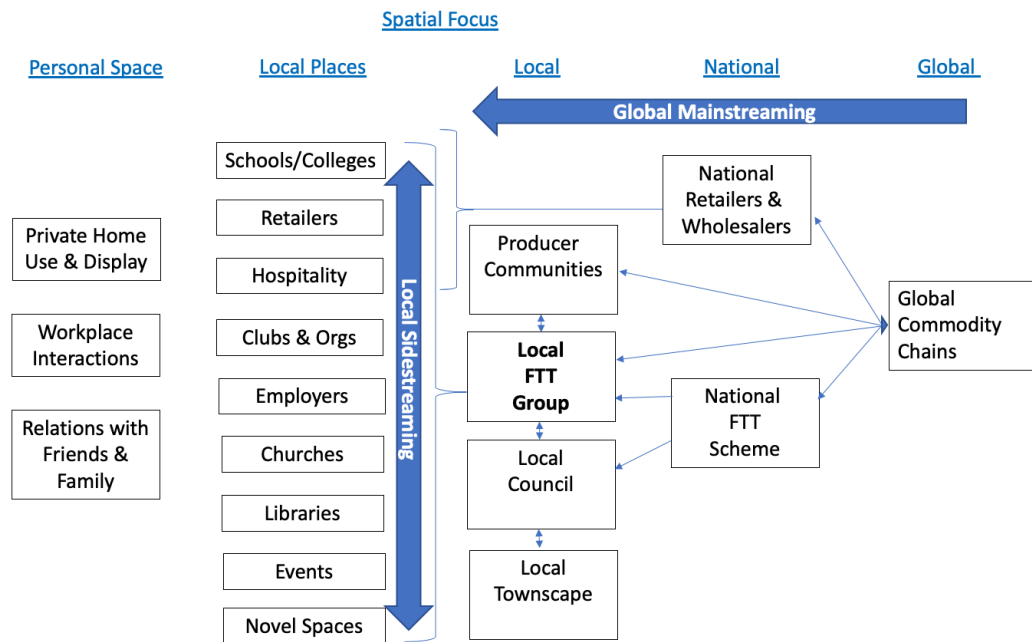 Spatial Focus
Personal Space
Local Places
Local
National
Global
Global Mainstreaming
Schools/Colleges
Retailers
Hospitality
Clubs & Orgs
Employers
Churches
Libraries
Events
Novel Spaces
Local Sidestreaming
Private Home
Use & Display
Workplace
Interactions
Relations with
Friends &
Family
Producer
Communities
Local
FTT
Group
Local
Council
Local
Townscape
National
Retailers &
Wholesalers
National
FTT
Scheme
Global
Commodity
Chains